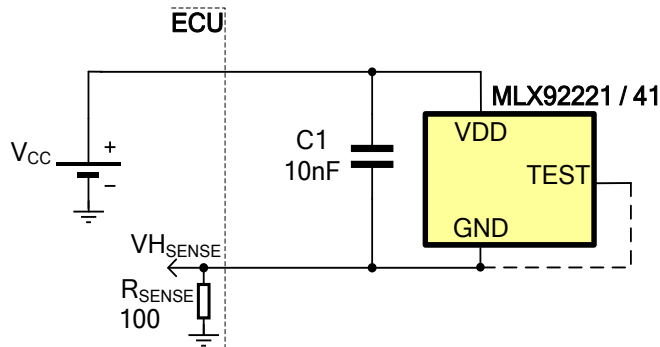 ECU
MLX92221 / 41
VDD
C1
10nF
VCC
+
−
TEST
GND
VHSENSE
RSENSE
100